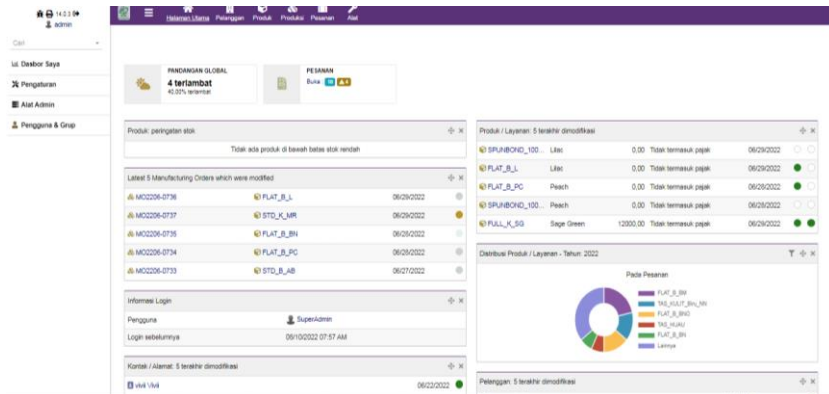 14.0.3
admin
Halaman Utama Pelanggan Produk Produksi Pesanan Alat
Cari
Dasbor Saya
Pengaturan
Alat Admin
Pengguna & Grup
PANDANGAN GLOBAL
4 terlambat
40.00% terlambat
PESANAN
Buka
Produk: peringatan stok
Tidak ada produk di bawah batas stok rendah
Latest 5 Manufacturing Orders which were modified
MO2206-0736 FLAT_B_L 06/29/2022
MO2206-0737 STD_K_MR 06/29/2022
MO2206-0735 FLAT_B_BN 06/28/2022
MO2206-0734 FLAT_B_PC 06/28/2022
MO2206-0733 STD_B_AB 06/27/2022
Informasi Login
Pengguna SuperAdmin
Login sebelumnya 06/10/2022 07:57 AM
Kontak / Alamat: 5 terakhir dimodifikasi
vivi Vivi 06/22/2022
Produk / Layanan: 5 terakhir dimodifikasi
SPUNBOND_100... Lilac 0,00 Tidak termasuk pajak 06/29/2022
FLAT_B_L Lilac 0,00 Tidak termasuk pajak 06/29/2022
FLAT_B_PC Peach 0,00 Tidak termasuk pajak 06/28/2022
SPUNBOND_100... Peach 0,00 Tidak termasuk pajak 06/28/2022
FULL_K_SG Sage Green 12000,00 Tidak termasuk pajak 06/29/2022
Distribusi Produk / Layanan - Tahun: 2022
Pada Pesanan
FLAT_B_BM
TAS_KULIT_Biru_NN
FLAT_B_BNG
TAS_HIJAU
FLAT_B_BN
Lainnya
Pelanggan: 5 terakhir dimodifikasi